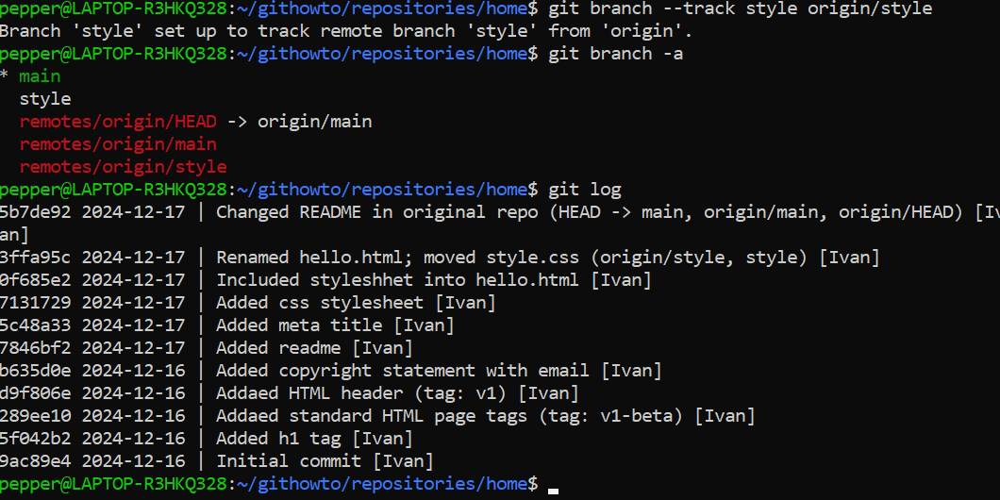 pepper@LAPTOP-R3HKQ328:~/githowto/repositories/home$ git branch --track style origin/style
Branch 'style' set up to track remote branch 'style' from 'origin'.
pepper@LAPTOP-R3HKQ328:~/githowto/repositories/home$ git branch -a
* main
  style
  remotes/origin/HEAD -> origin/main
  remotes/origin/main
  remotes/origin/style
pepper@LAPTOP-R3HKQ328:~/githowto/repositories/home$ git log
5b7de92 2024-12-17 | Changed README in original repo (HEAD -> main, origin/main, origin/HEAD) [Iv
an]
3ffa95c 2024-12-17 | Renamed hello.html; moved style.css (origin/style, style) [Ivan]
0f685e2 2024-12-17 | Included styleshhet into hello.html [Ivan]
7131729 2024-12-17 | Added css stylesheet [Ivan]
5c48a33 2024-12-17 | Added meta title [Ivan]
7846bf2 2024-12-17 | Added readme [Ivan]
b635d0e 2024-12-16 | Added copyright statement with email [Ivan]
d9f806e 2024-12-16 | Addaed HTML header (tag: v1) [Ivan]
289ee10 2024-12-16 | Addaed standard HTML page tags (tag: v1-beta) [Ivan]
5f042b2 2024-12-16 | Added h1 tag [Ivan]
9ac89e4 2024-12-16 | Initial commit [Ivan]
pepper@LAPTOP-R3HKQ328:~/githowto/repositories/home$